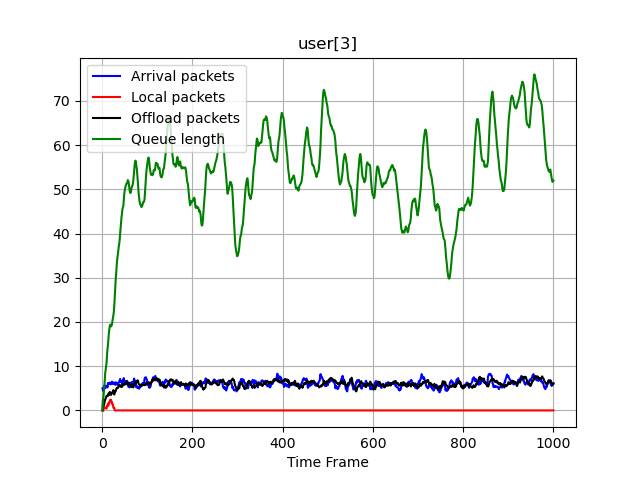 user[3]
Arrival packets
Local packets
Offload packets
Queue length
70
60
50
40
30
20
10
0
0 200 400 600 800 1000
Time Frame